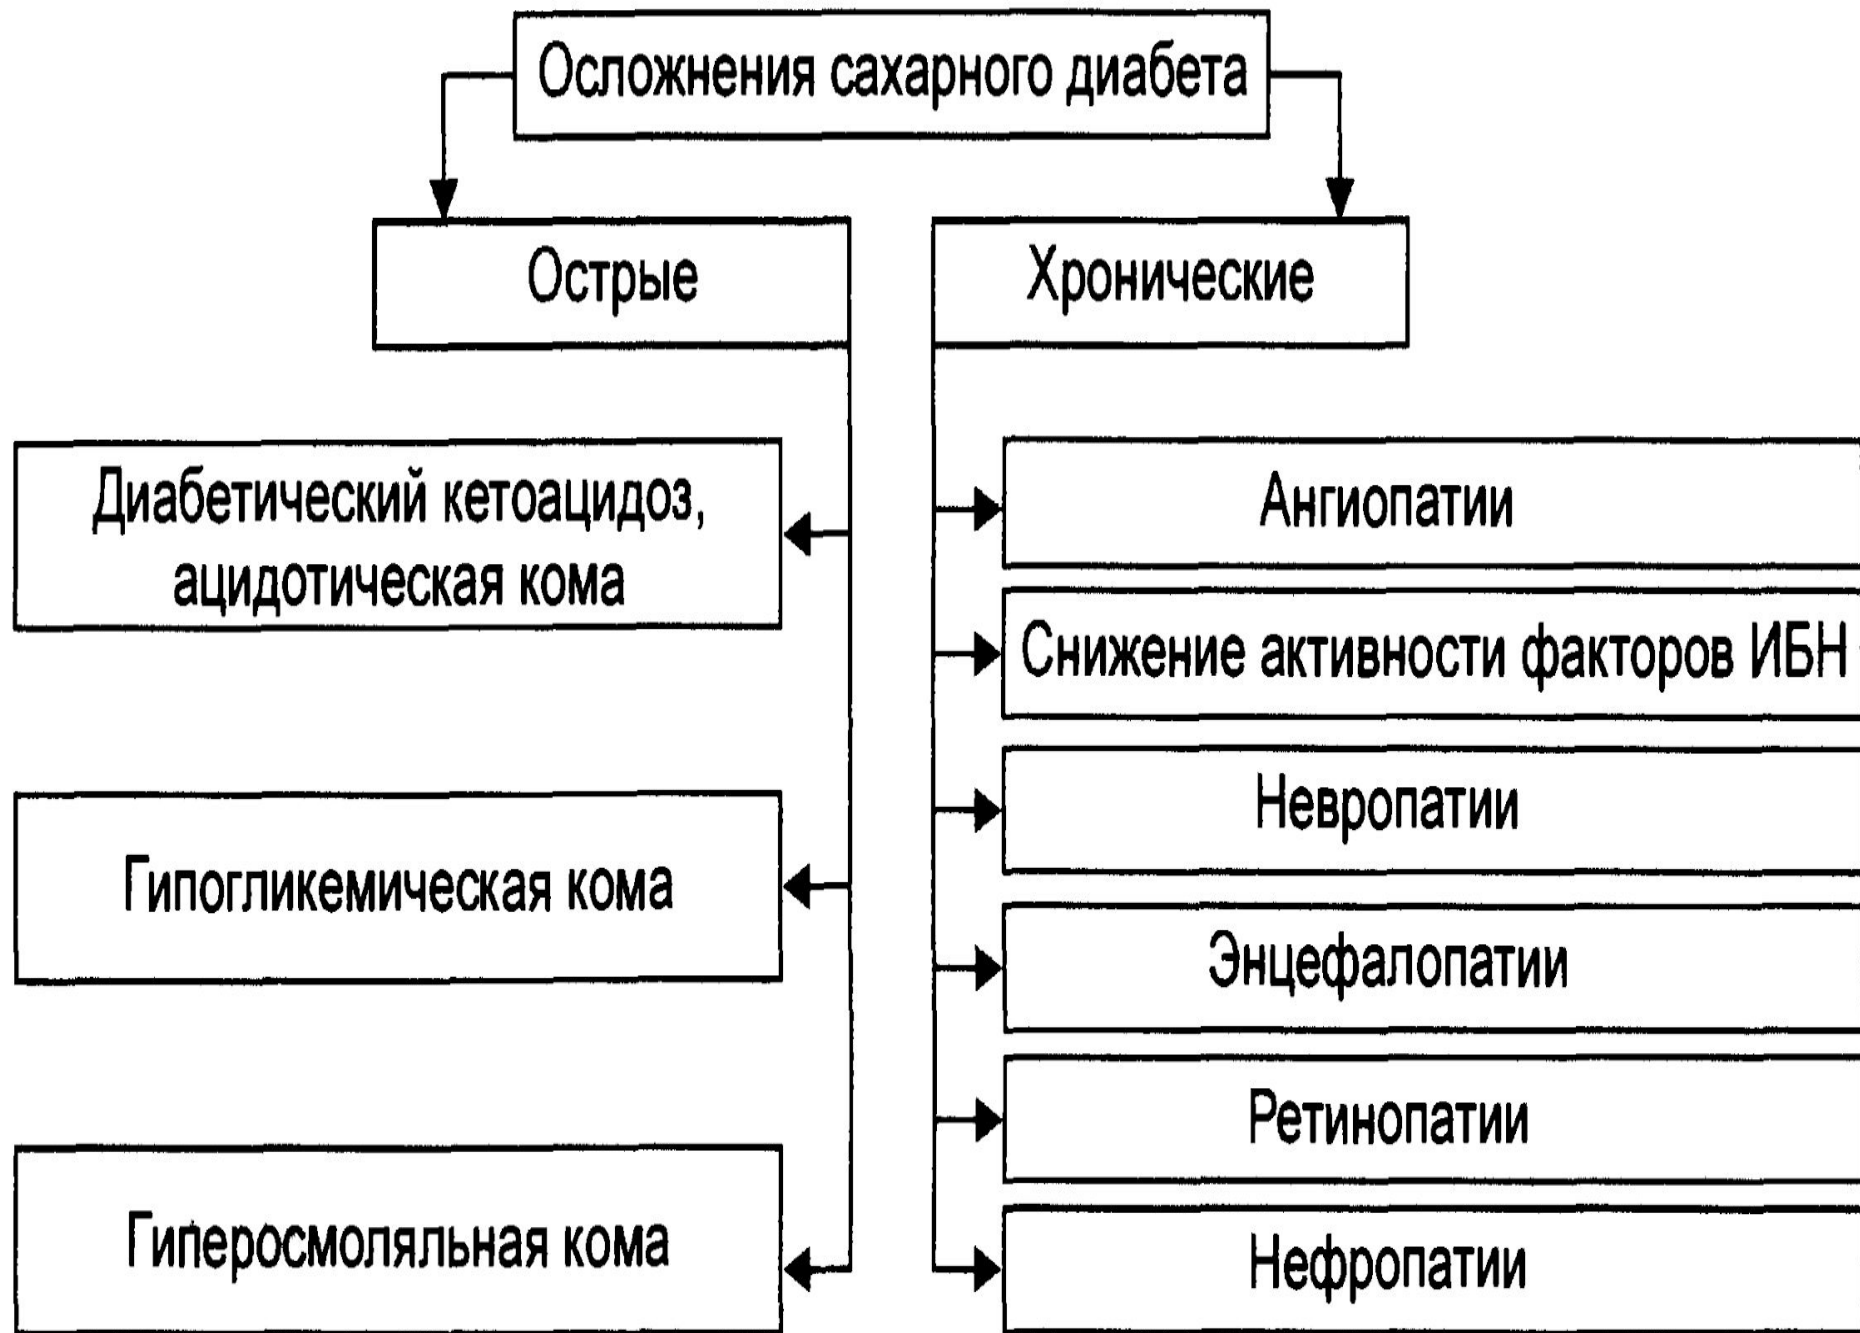 Осложнения сахарного диабета
Острые
Хронические
Диабетический кетоацидоз,
ацидотическая кома
Гипогликемическая кома
Гиперосмоляльная кома
Ангиопатии
Снижение активности факторов ИБН
Невропатии
Энцефалопатии
Ретинопатии
Нефропатии